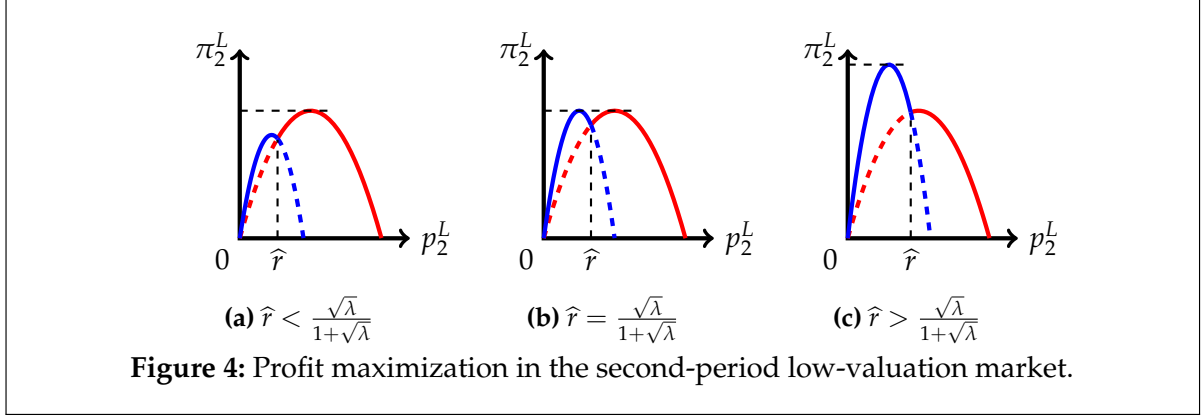 π₂ᴸ π₂ᴸ π₂ᴸ
0 r̂ p₂ᴸ 0 r̂ p₂ᴸ 0 r̂ p₂ᴸ
(a) r̂ < √λ/(1+√λ) (b) r̂ = √λ/(1+√λ) (c) r̂ > √λ/(1+√λ)
Figure 4: Profit maximization in the second-period low-valuation market.